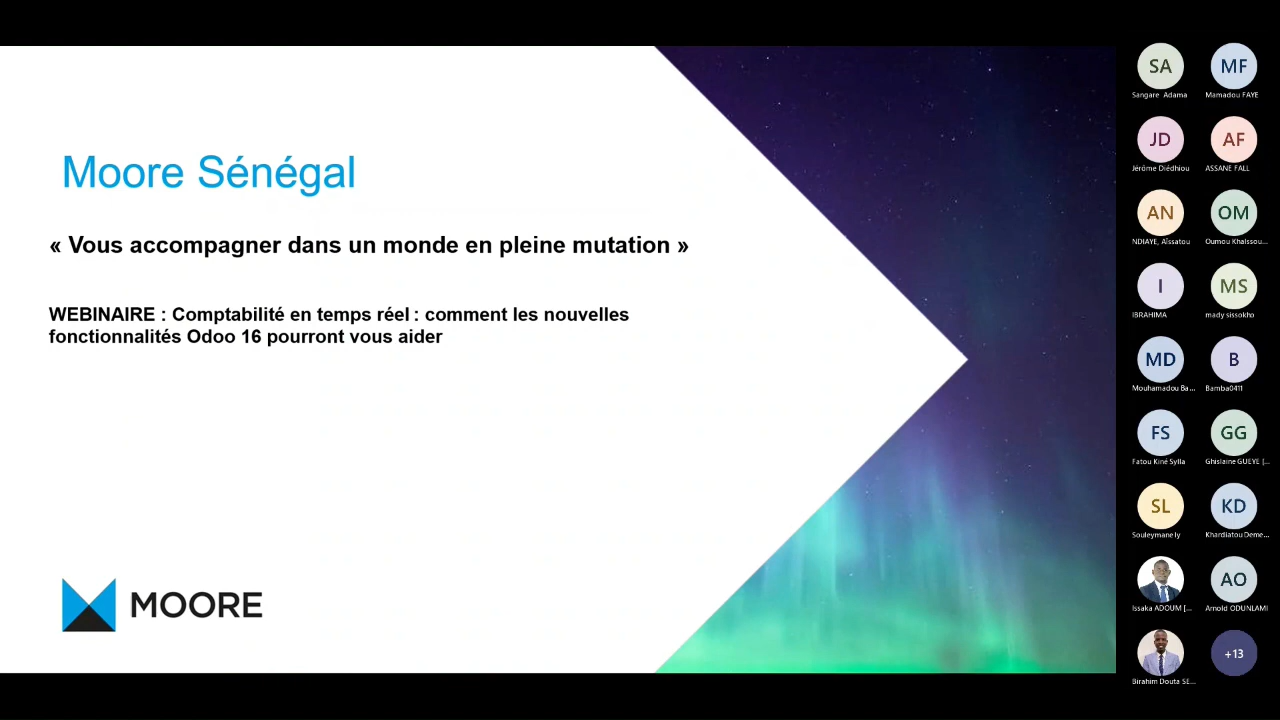 Moore Sénégal
« Vous accompagner dans un monde en pleine mutation »
WEBINAIRE : Comptabilité en temps réel : comment les nouvelles
fonctionnalités Odoo 16 pourront vous aider
MOORE
SA
Sangare Adama
MF
Mamadou FAYE
JD
Jérôme Diédhiou
AF
ASSANE FALL
AN
NDIAYE, Aïssatou
OM
Oumou Khaïssou...
I
IBRAHIMA
MS
mady sissokho
MD
Mouhamadou Ba...
B
Bamba0411
FS
Fatou Kiné Sylla
GG
Ghislaine GUEYE [...
SL
Souleymane ly
KD
Khardiatou Deme...
Issaka ADOUM [...
AO
Arnold ODUNLAMI
Birahim Douta SE...
+13